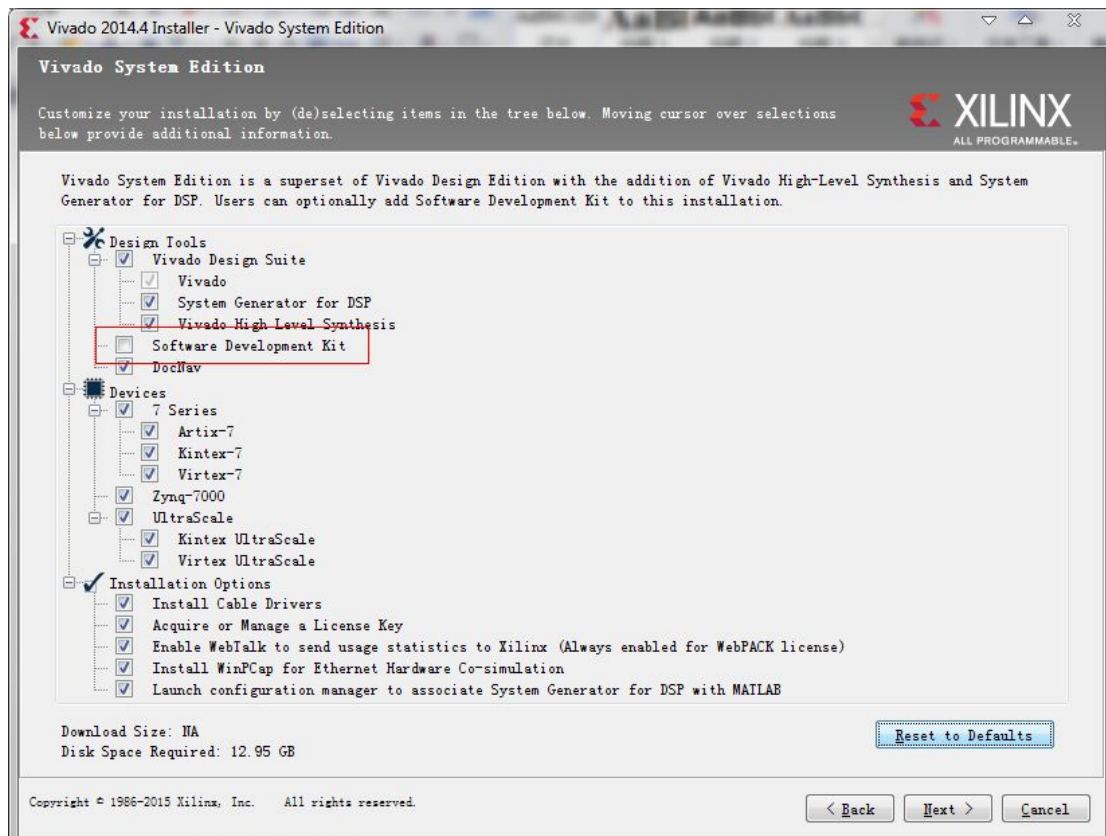 Vivado 2014.4 Installer - Vivado System Edition
Vivado System Edition
Customize your installation by (de)selecting items in the tree below. Moving cursor over selections
below provide additional information.
XILINX
ALL PROGRAMMABLE.
Vivado System Edition is a superset of Vivado Design Edition with the addition of Vivado High-Level Synthesis and System
Generator for DSP. Users can optionally add Software Development Kit to this installation.
Design Tools
Vivado Design Suite
Vivado
System Generator for DSP
Vivado High Level Synthesis
Software Development Kit
DocNav
Devices
7 Series
Artix-7
Kintex-7
Virtex-7
Zynq-7000
UltraScale
Kintex UltraScale
Virtex UltraScale
Installation Options
Install Cable Drivers
Acquire or Manage a License Key
Enable WebTalk to send usage statistics to Xilinx (Always enabled for WebPACK license)
Install WinPCap for Ethernet Hardware Co-simulation
Launch configuration manager to associate System Generator for DSP with MATLAB
Download Size: NA
Disk Space Required: 12.95 GB
Reset to Defaults
Copyright © 1986-2015 Xilinx, Inc. All rights reserved.
< Back
Next >
Cancel